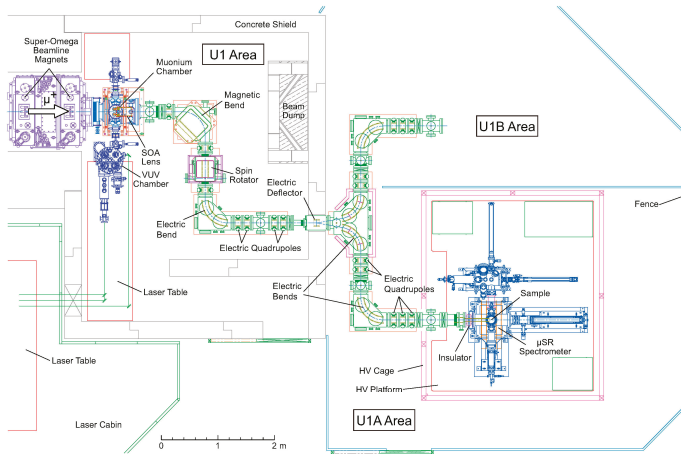 Concrete Shield
Super-Omega
Beamline
Magnets
Muonium
Chamber
U1 Area
Magnetic
Bend
μ+
Beam
Dump
U1B Area
SOA
Lens
VUV
Chamber
Spin
Rotator
Electric
Deflector
Fence
Electric
Bend
Electric Quadrupoles
Electric
Bends
Electric
Quadrupoles
Laser Table
Sample
μSR
Spectrometer
Insulator
Laser Table
HV Cage
HV Platform
U1A Area
Laser Cabin
0 1 2 m